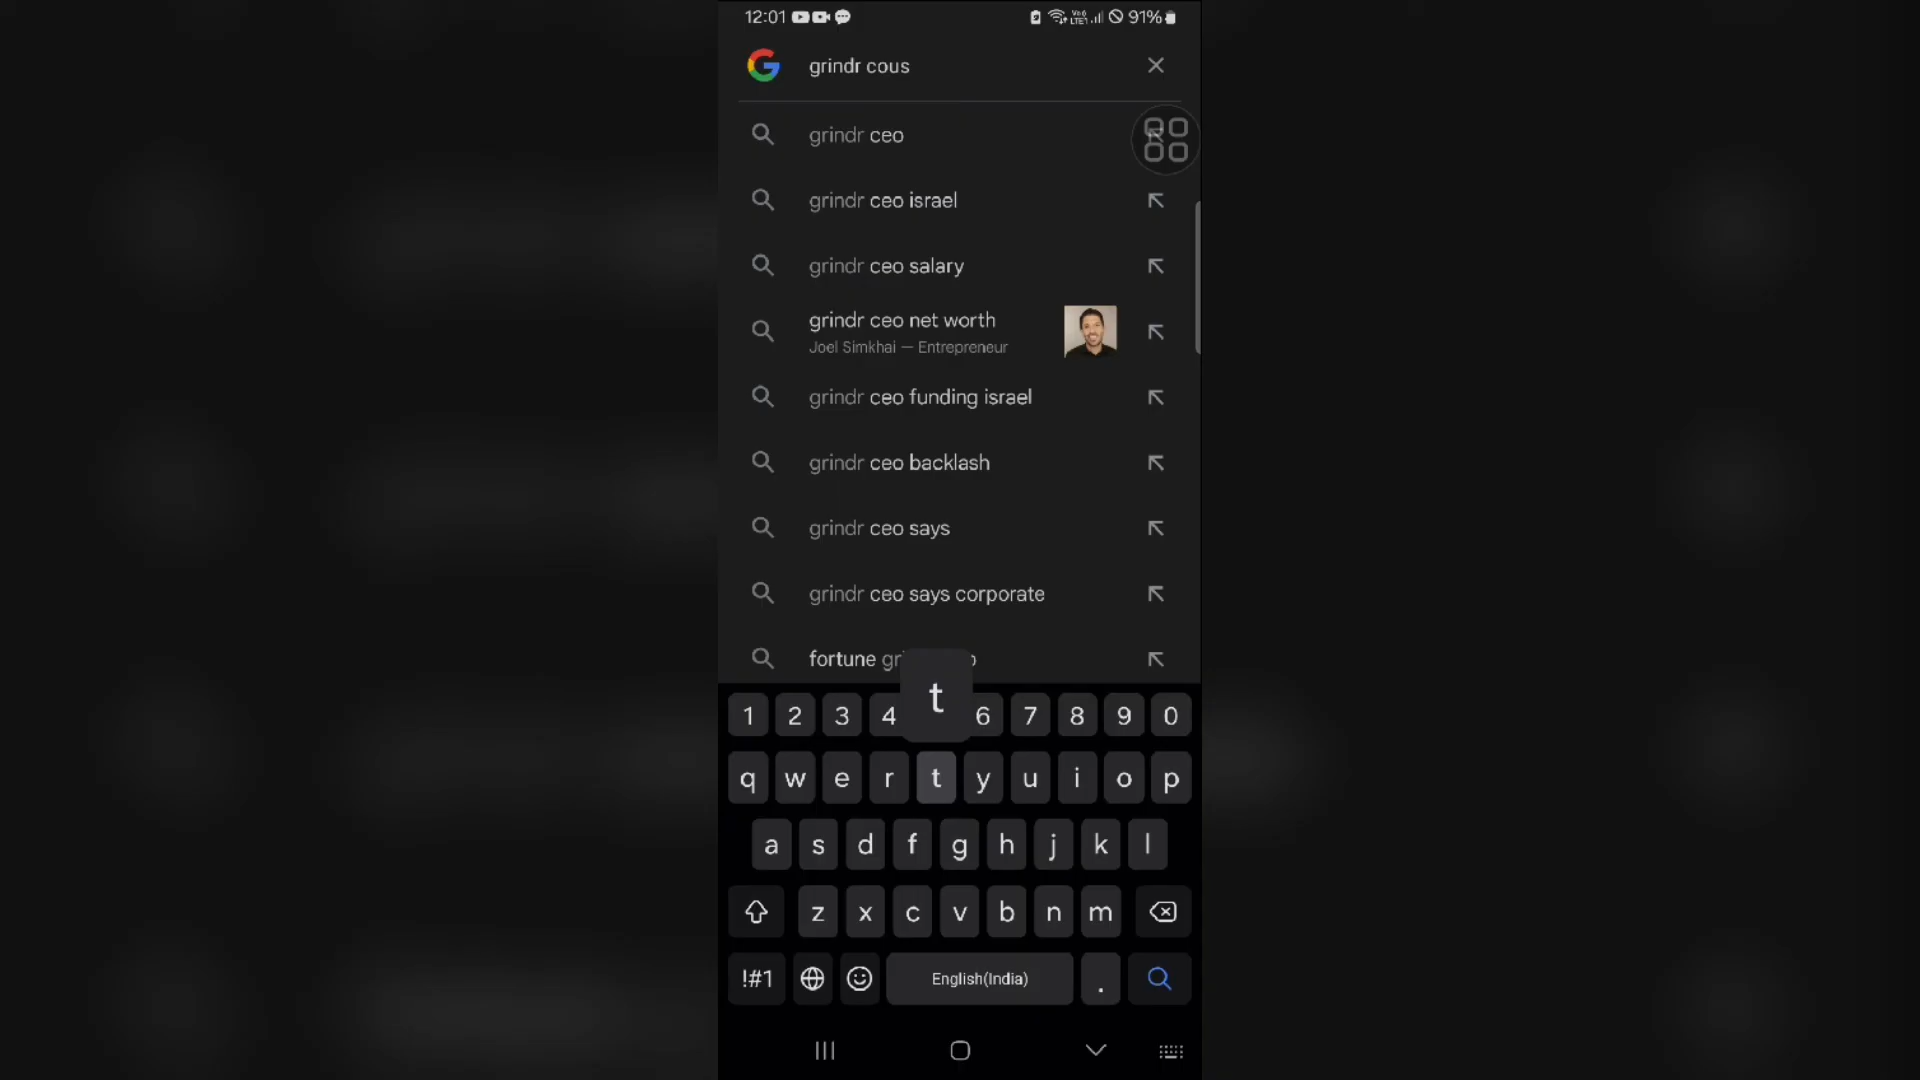 12:01 91%
grindr cous
grindr ceo
grindr ceo israel
grindr ceo salary
grindr ceo net worth
Joel Simkhai — Entrepreneur
grindr ceo funding israel
grindr ceo backlash
grindr ceo says
grindr ceo says corporate
fortune
t
1 2 3 4 6 7 8 9 0
q w e r t y u i o p
a s d f g h j k l
z x c v b n m
!#1 English(India) .